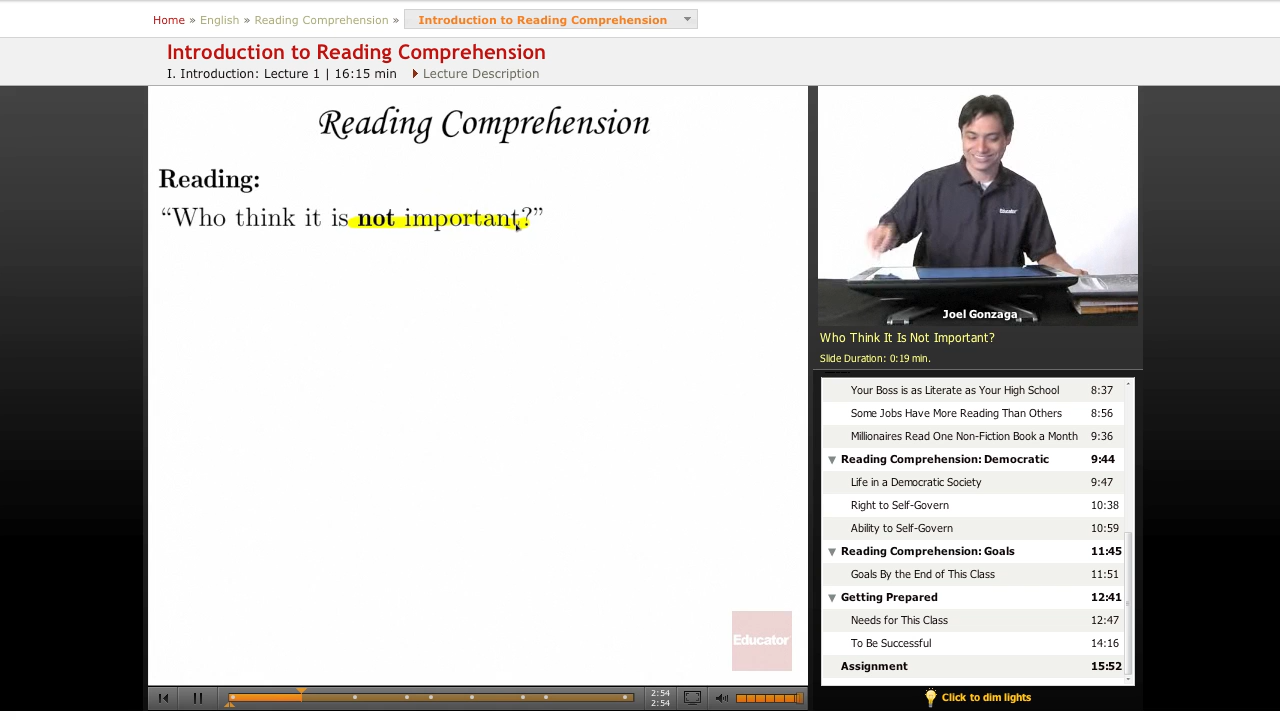 Home » English » Reading Comprehension » Introduction to Reading Comprehension
Introduction to Reading Comprehension
I. Introduction: Lecture 1 | 16:15 min Lecture Description
Reading Comprehension
Reading:
“Who think it is not important?”
Educator
Educator
Joel Gonzaga
Who Think It Is Not Important?
Slide Duration: 0:19 min.
Your Boss is as Literate as Your High School 8:37
Some Jobs Have More Reading Than Others 8:56
Millionaires Read One Non-Fiction Book a Month 9:36
Reading Comprehension: Democratic 9:44
Life in a Democratic Society 9:47
Right to Self-Govern 10:38
Ability to Self-Govern 10:59
Reading Comprehension: Goals 11:45
Goals By the End of This Class 11:51
Getting Prepared 12:41
Needs for This Class 12:47
To Be Successful 14:16
Assignment 15:52
2:54
2:54
Click to dim lights